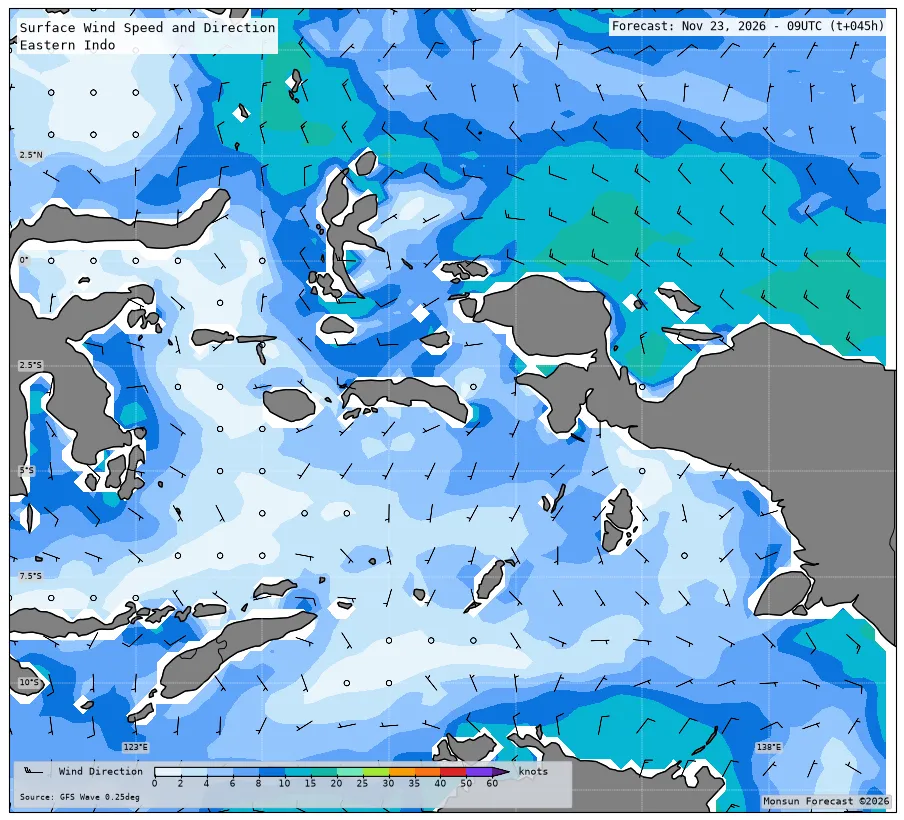 Surface Wind Speed and Direction
Eastern Indo
Forecast: Nov 23, 2026 - 09UTC (t+045h)
2.5°N
0°
2.5°S
5°S
7.5°S
10°S
123°E
138°E
Wind Direction
knots
0 2 4 6 8 10 15 20 25 30 35 40 50 60
Source: GFS Wave 0.25deg
Monsun Forecast ©2026